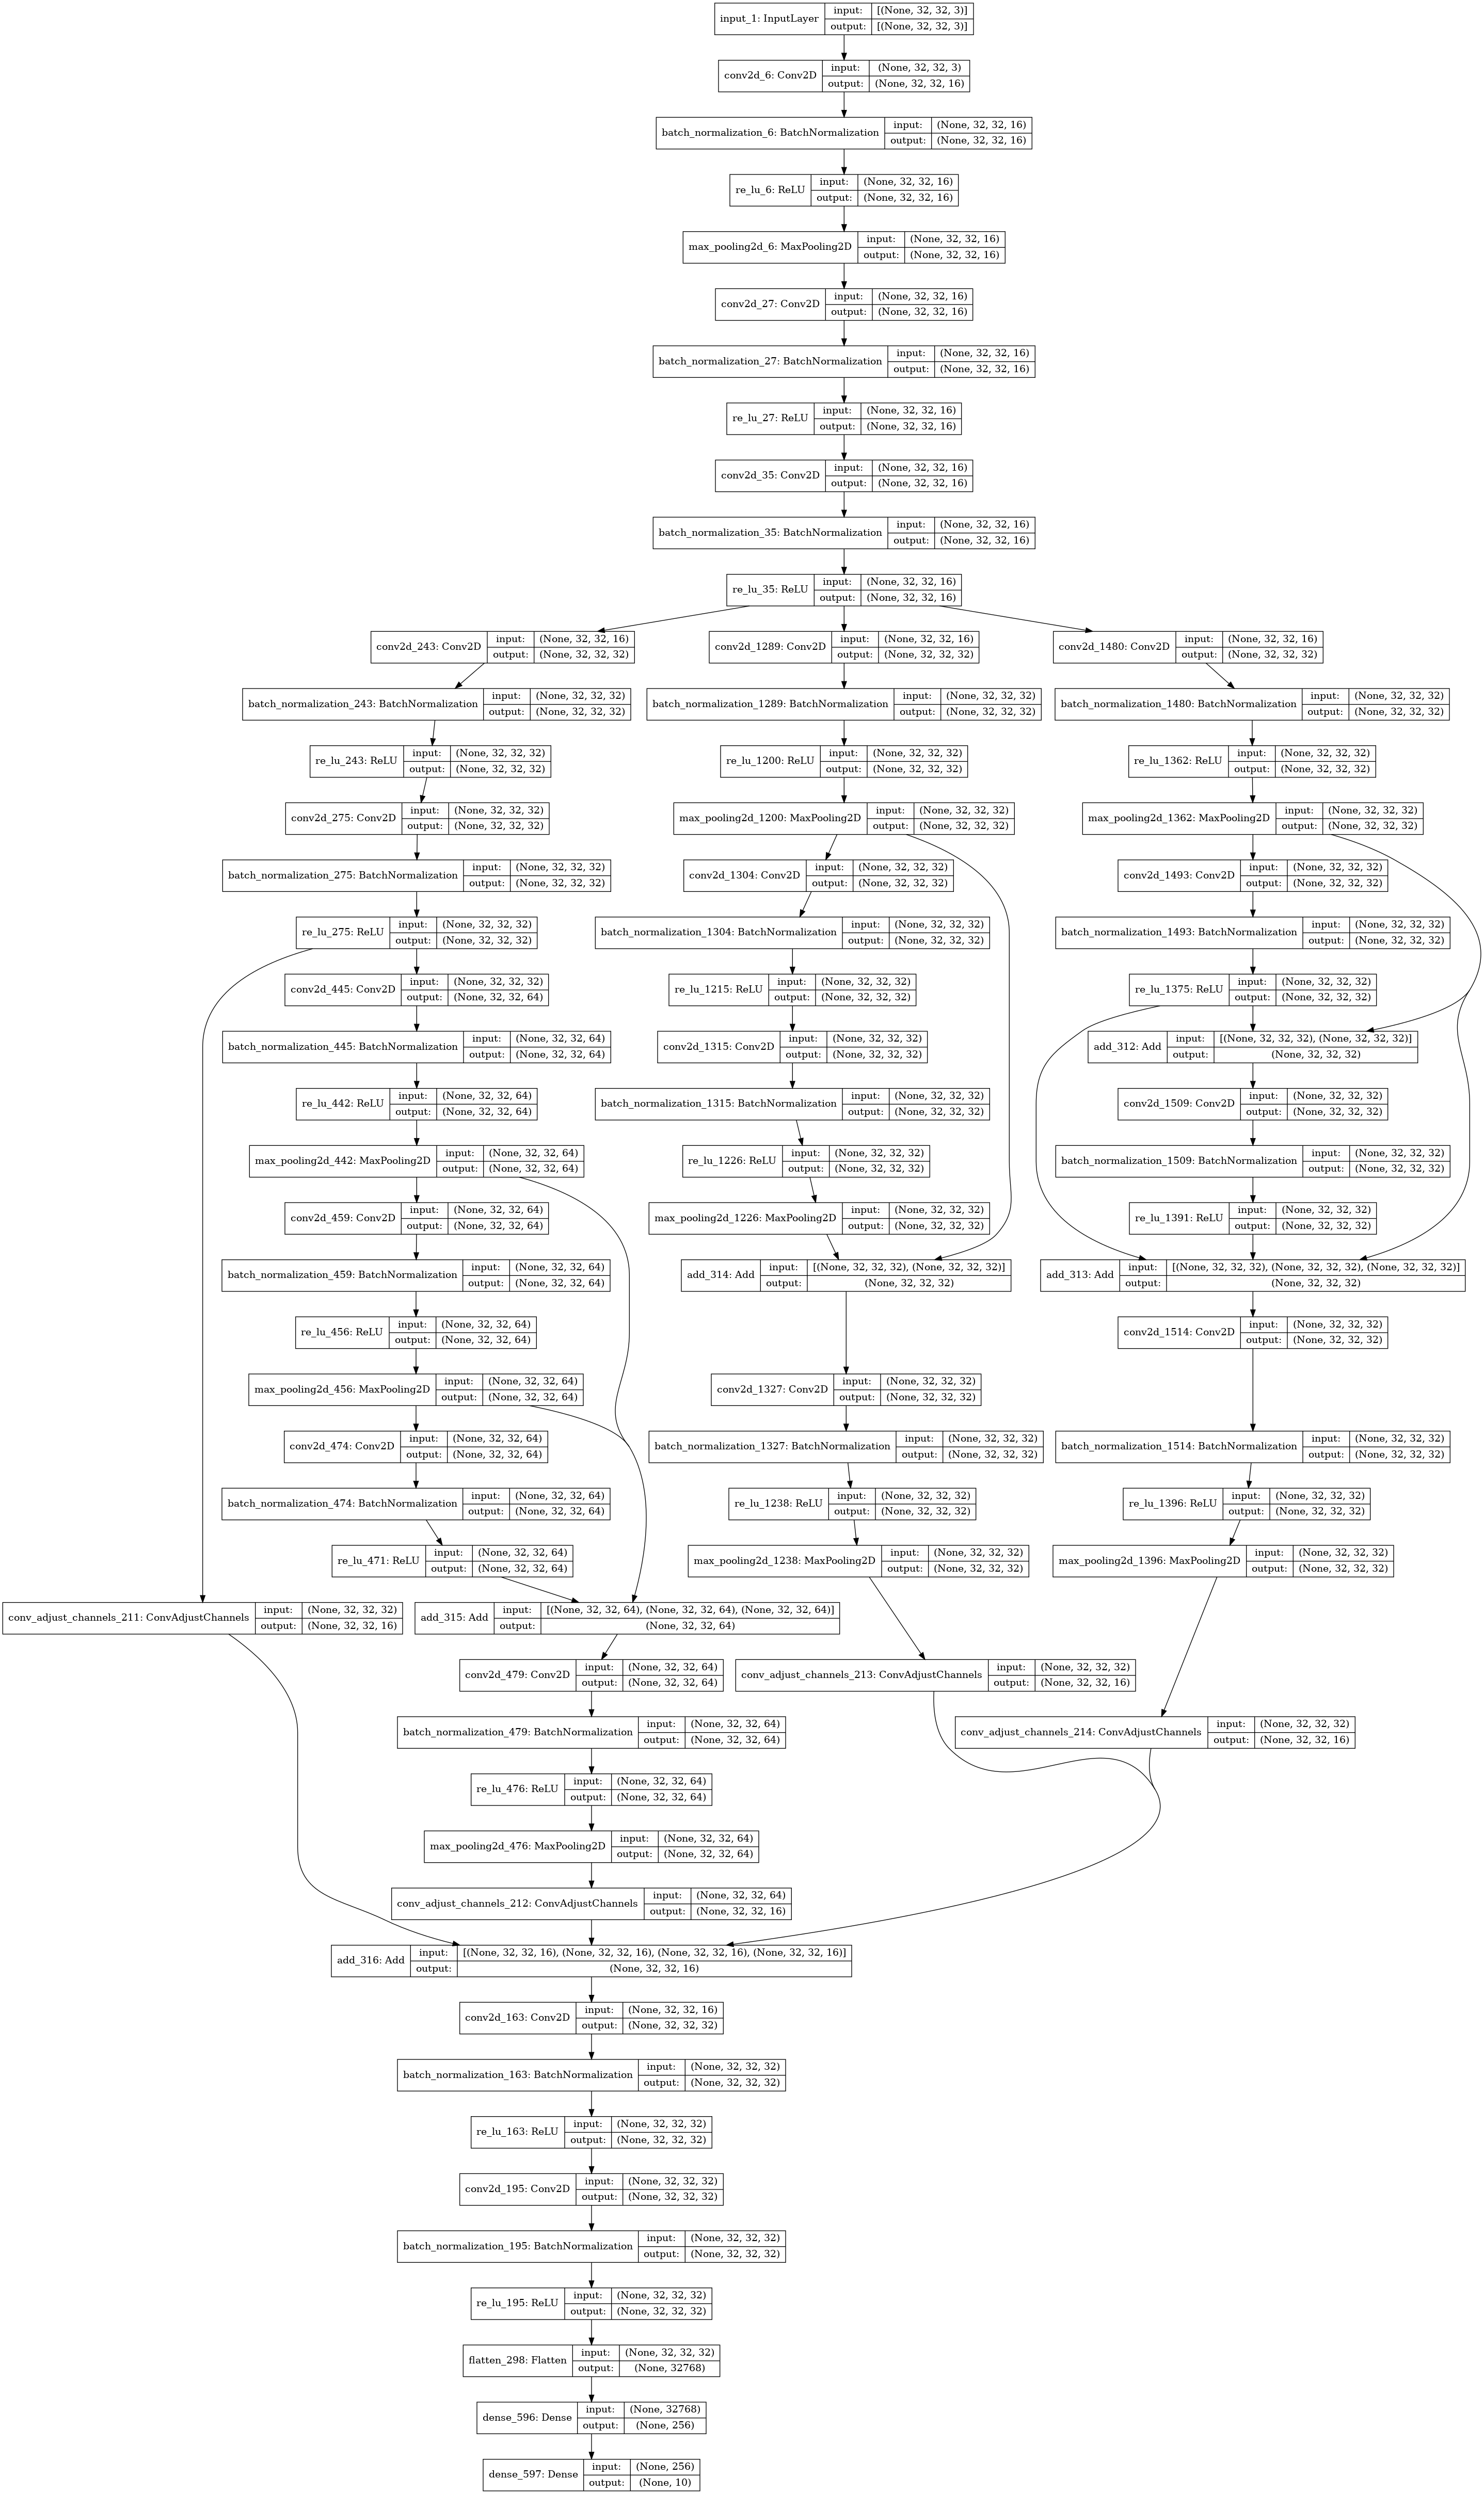 input_1: InputLayer
input: [(None, 32, 32, 3)]
output: [(None, 32, 32, 3)]
conv2d_6: Conv2D
input: (None, 32, 32, 3)
output: (None, 32, 32, 16)
batch_normalization_6: BatchNormalization
input: (None, 32, 32, 16)
output: (None, 32, 32, 16)
re_lu_6: ReLU
input: (None, 32, 32, 16)
output: (None, 32, 32, 16)
max_pooling2d_6: MaxPooling2D
input: (None, 32, 32, 16)
output: (None, 32, 32, 16)
conv2d_27: Conv2D
input: (None, 32, 32, 16)
output: (None, 32, 32, 16)
batch_normalization_27: BatchNormalization
input: (None, 32, 32, 16)
output: (None, 32, 32, 16)
re_lu_27: ReLU
input: (None, 32, 32, 16)
output: (None, 32, 32, 16)
conv2d_35: Conv2D
input: (None, 32, 32, 16)
output: (None, 32, 32, 16)
batch_normalization_35: BatchNormalization
input: (None, 32, 32, 16)
output: (None, 32, 32, 16)
re_lu_35: ReLU
input: (None, 32, 32, 16)
output: (None, 32, 32, 16)
conv2d_243: Conv2D
input: (None, 32, 32, 16)
output: (None, 32, 32, 32)
conv2d_1289: Conv2D
input: (None, 32, 32, 16)
output: (None, 32, 32, 32)
conv2d_1480: Conv2D
input: (None, 32, 32, 16)
output: (None, 32, 32, 32)
batch_normalization_243: BatchNormalization
input: (None, 32, 32, 32)
output: (None, 32, 32, 32)
batch_normalization_1289: BatchNormalization
input: (None, 32, 32, 32)
output: (None, 32, 32, 32)
batch_normalization_1480: BatchNormalization
input: (None, 32, 32, 32)
output: (None, 32, 32, 32)
re_lu_243: ReLU
input: (None, 32, 32, 32)
output: (None, 32, 32, 32)
re_lu_1200: ReLU
input: (None, 32, 32, 32)
output: (None, 32, 32, 32)
re_lu_1362: ReLU
input: (None, 32, 32, 32)
output: (None, 32, 32, 32)
conv2d_275: Conv2D
input: (None, 32, 32, 32)
output: (None, 32, 32, 32)
max_pooling2d_1200: MaxPooling2D
input: (None, 32, 32, 32)
output: (None, 32, 32, 32)
max_pooling2d_1362: MaxPooling2D
input: (None, 32, 32, 32)
output: (None, 32, 32, 32)
batch_normalization_275: BatchNormalization
input: (None, 32, 32, 32)
output: (None, 32, 32, 32)
conv2d_1304: Conv2D
input: (None, 32, 32, 32)
output: (None, 32, 32, 32)
conv2d_1493: Conv2D
input: (None, 32, 32, 32)
output: (None, 32, 32, 32)
re_lu_275: ReLU
input: (None, 32, 32, 32)
output: (None, 32, 32, 32)
batch_normalization_1304: BatchNormalization
input: (None, 32, 32, 32)
output: (None, 32, 32, 32)
batch_normalization_1493: BatchNormalization
input: (None, 32, 32, 32)
output: (None, 32, 32, 32)
conv2d_445: Conv2D
input: (None, 32, 32, 32)
output: (None, 32, 32, 64)
re_lu_1215: ReLU
input: (None, 32, 32, 32)
output: (None, 32, 32, 32)
re_lu_1375: ReLU
input: (None, 32, 32, 32)
output: (None, 32, 32, 32)
batch_normalization_445: BatchNormalization
input: (None, 32, 32, 64)
output: (None, 32, 32, 64)
conv2d_1315: Conv2D
input: (None, 32, 32, 32)
output: (None, 32, 32, 32)
add_312: Add
input: [(None, 32, 32, 32), (None, 32, 32, 32)]
output: (None, 32, 32, 32)
re_lu_442: ReLU
input: (None, 32, 32, 64)
output: (None, 32, 32, 64)
batch_normalization_1315: BatchNormalization
input: (None, 32, 32, 32)
output: (None, 32, 32, 32)
conv2d_1509: Conv2D
input: (None, 32, 32, 32)
output: (None, 32, 32, 32)
max_pooling2d_442: MaxPooling2D
input: (None, 32, 32, 64)
output: (None, 32, 32, 64)
re_lu_1226: ReLU
input: (None, 32, 32, 32)
output: (None, 32, 32, 32)
batch_normalization_1509: BatchNormalization
input: (None, 32, 32, 32)
output: (None, 32, 32, 32)
conv2d_459: Conv2D
input: (None, 32, 32, 64)
output: (None, 32, 32, 64)
max_pooling2d_1226: MaxPooling2D
input: (None, 32, 32, 32)
output: (None, 32, 32, 32)
re_lu_1391: ReLU
input: (None, 32, 32, 32)
output: (None, 32, 32, 32)
batch_normalization_459: BatchNormalization
input: (None, 32, 32, 64)
output: (None, 32, 32, 64)
add_314: Add
input: [(None, 32, 32, 32), (None, 32, 32, 32)]
output: (None, 32, 32, 32)
add_313: Add
input: [(None, 32, 32, 32), (None, 32, 32, 32), (None, 32, 32, 32)]
output: (None, 32, 32, 32)
re_lu_456: ReLU
input: (None, 32, 32, 64)
output: (None, 32, 32, 64)
conv2d_1514: Conv2D
input: (None, 32, 32, 32)
output: (None, 32, 32, 32)
max_pooling2d_456: MaxPooling2D
input: (None, 32, 32, 64)
output: (None, 32, 32, 64)
conv2d_1327: Conv2D
input: (None, 32, 32, 32)
output: (None, 32, 32, 32)
conv2d_474: Conv2D
input: (None, 32, 32, 64)
output: (None, 32, 32, 64)
batch_normalization_1327: BatchNormalization
input: (None, 32, 32, 32)
output: (None, 32, 32, 32)
batch_normalization_1514: BatchNormalization
input: (None, 32, 32, 32)
output: (None, 32, 32, 32)
batch_normalization_474: BatchNormalization
input: (None, 32, 32, 64)
output: (None, 32, 32, 64)
re_lu_1238: ReLU
input: (None, 32, 32, 32)
output: (None, 32, 32, 32)
re_lu_1396: ReLU
input: (None, 32, 32, 32)
output: (None, 32, 32, 32)
re_lu_471: ReLU
input: (None, 32, 32, 64)
output: (None, 32, 32, 64)
max_pooling2d_1238: MaxPooling2D
input: (None, 32, 32, 32)
output: (None, 32, 32, 32)
max_pooling2d_1396: MaxPooling2D
input: (None, 32, 32, 32)
output: (None, 32, 32, 32)
conv_adjust_channels_211: ConvAdjustChannels
input: (None, 32, 32, 32)
output: (None, 32, 32, 16)
add_315: Add
input: [(None, 32, 32, 64), (None, 32, 32, 64), (None, 32, 32, 64)]
output: (None, 32, 32, 64)
conv2d_479: Conv2D
input: (None, 32, 32, 64)
output: (None, 32, 32, 64)
conv_adjust_channels_213: ConvAdjustChannels
input: (None, 32, 32, 32)
output: (None, 32, 32, 16)
batch_normalization_479: BatchNormalization
input: (None, 32, 32, 64)
output: (None, 32, 32, 64)
conv_adjust_channels_214: ConvAdjustChannels
input: (None, 32, 32, 32)
output: (None, 32, 32, 16)
re_lu_476: ReLU
input: (None, 32, 32, 64)
output: (None, 32, 32, 64)
max_pooling2d_476: MaxPooling2D
input: (None, 32, 32, 64)
output: (None, 32, 32, 64)
conv_adjust_channels_212: ConvAdjustChannels
input: (None, 32, 32, 64)
output: (None, 32, 32, 16)
add_316: Add
input: [(None, 32, 32, 16), (None, 32, 32, 16), (None, 32, 32, 16), (None, 32, 32, 16)]
output: (None, 32, 32, 16)
conv2d_163: Conv2D
input: (None, 32, 32, 16)
output: (None, 32, 32, 32)
batch_normalization_163: BatchNormalization
input: (None, 32, 32, 32)
output: (None, 32, 32, 32)
re_lu_163: ReLU
input: (None, 32, 32, 32)
output: (None, 32, 32, 32)
conv2d_195: Conv2D
input: (None, 32, 32, 32)
output: (None, 32, 32, 32)
batch_normalization_195: BatchNormalization
input: (None, 32, 32, 32)
output: (None, 32, 32, 32)
re_lu_195: ReLU
input: (None, 32, 32, 32)
output: (None, 32, 32, 32)
flatten_298: Flatten
input: (None, 32, 32, 32)
output: (None, 32768)
dense_596: Dense
input: (None, 32768)
output: (None, 256)
dense_597: Dense
input: (None, 256)
output: (None, 10)